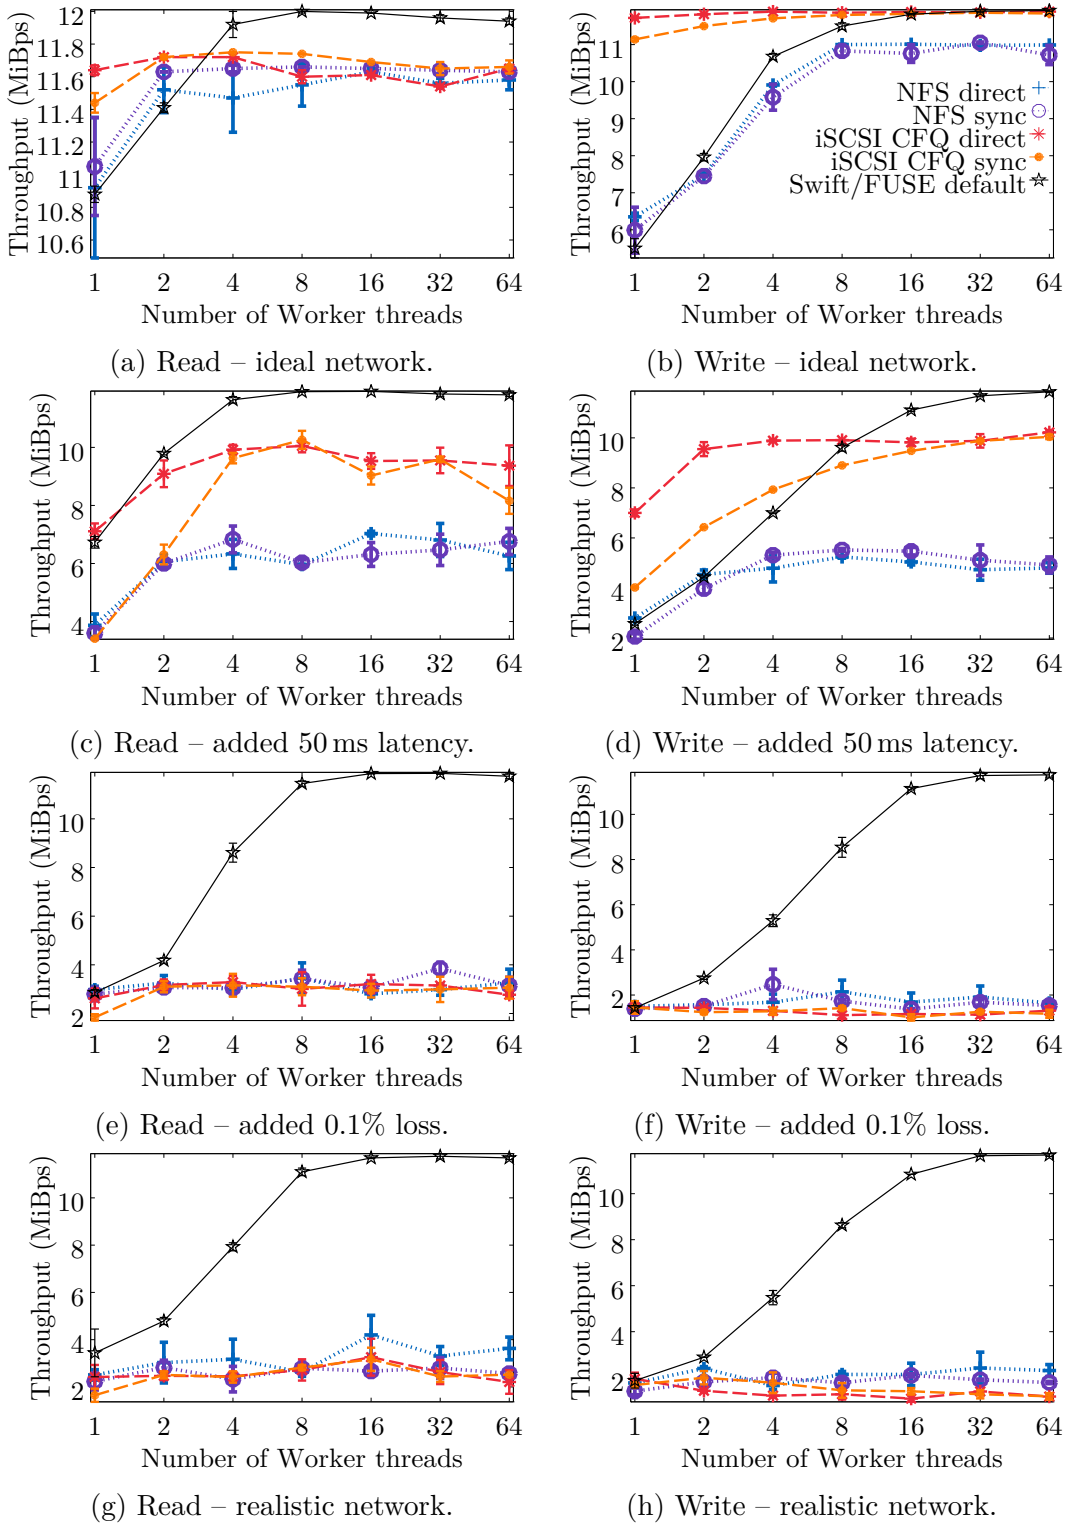 12
11.8
11.6
11.4
11.2
11
10.8
10.6
Throughput (MiBps)
1 2 4 8 16 32 64
Number of Worker threads
(a) Read – ideal network.
11
10
9
8
7
6
Throughput (MiBps)
NFS direct
NFS sync
iSCSI CFQ direct
iSCSI CFQ sync
Swift/FUSE default
1 2 4 8 16 32 64
Number of Worker threads
(b) Write – ideal network.
10
8
6
4
Throughput (MiBps)
1 2 4 8 16 32 64
Number of Worker threads
(c) Read – added 50 ms latency.
10
8
6
4
2
Throughput (MiBps)
1 2 4 8 16 32 64
Number of Worker threads
(d) Write – added 50 ms latency.
10
8
6
4
2
Throughput (MiBps)
1 2 4 8 16 32 64
Number of Worker threads
(e) Read – added 0.1% loss.
10
8
6
4
2
Throughput (MiBps)
1 2 4 8 16 32 64
Number of Worker threads
(f) Write – added 0.1% loss.
10
8
6
4
2
Throughput (MiBps)
1 2 4 8 16 32 64
Number of Worker threads
(g) Read – realistic network.
10
8
6
4
2
Throughput (MiBps)
1 2 4 8 16 32 64
Number of Worker threads
(h) Write – realistic network.